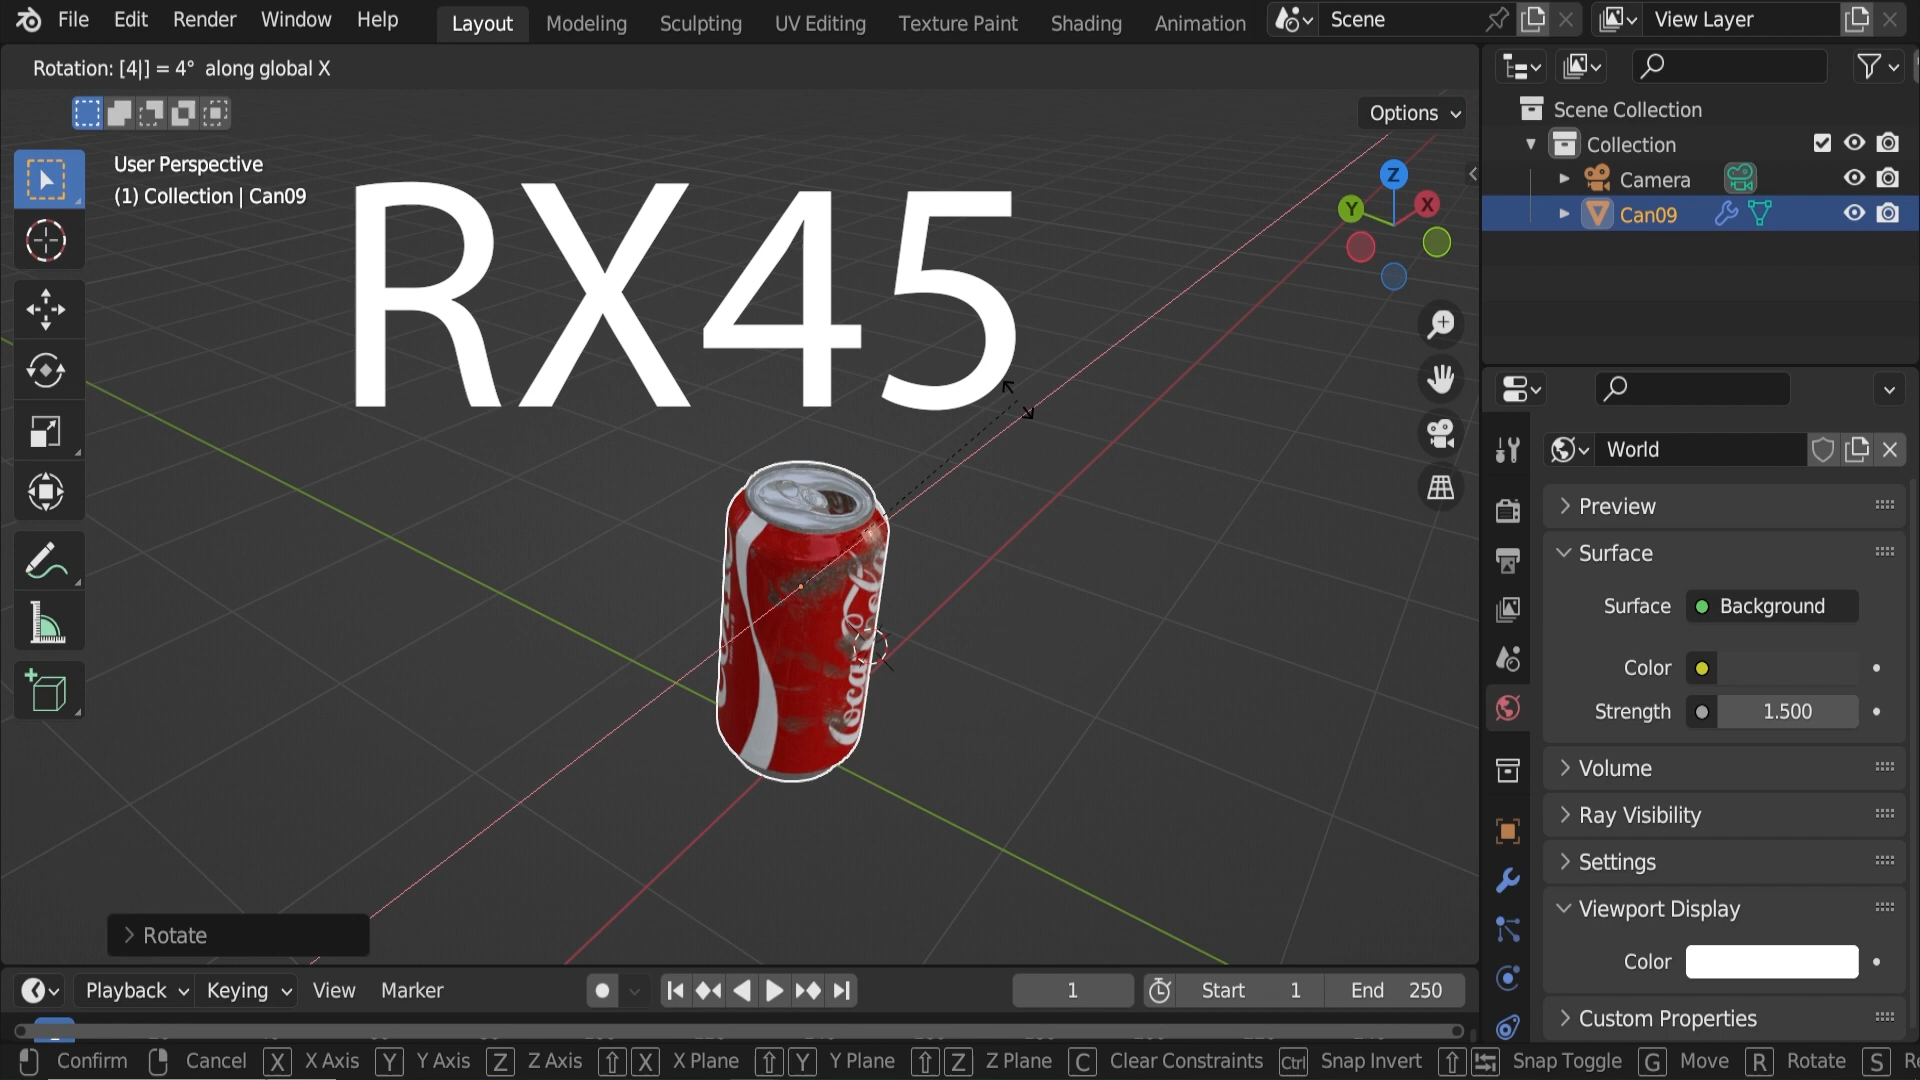 File Edit Render Window Help Layout Modeling Sculpting UV Editing Texture Paint Shading Animation Scene View Layer
Rotation: [4|] = 4° along global X
Options
User Perspective
(1) Collection | Can09
RX45
Z
Y
X
Coca-Cola
Rotate
Scene Collection
Collection
Camera
Can09
World
Preview
Surface
Surface Background
Color
Strength 1.500
Volume
Ray Visibility
Settings
Viewport Display
Color
Custom Properties
Playback Keying View Marker 1 Start 1 End 250
Confirm Cancel X X Axis Y Y Axis Z Z Axis X X Plane Y Y Plane Z Z Plane C Clear Constraints Ctrl Snap Invert Snap Toggle G Move R Rotate S